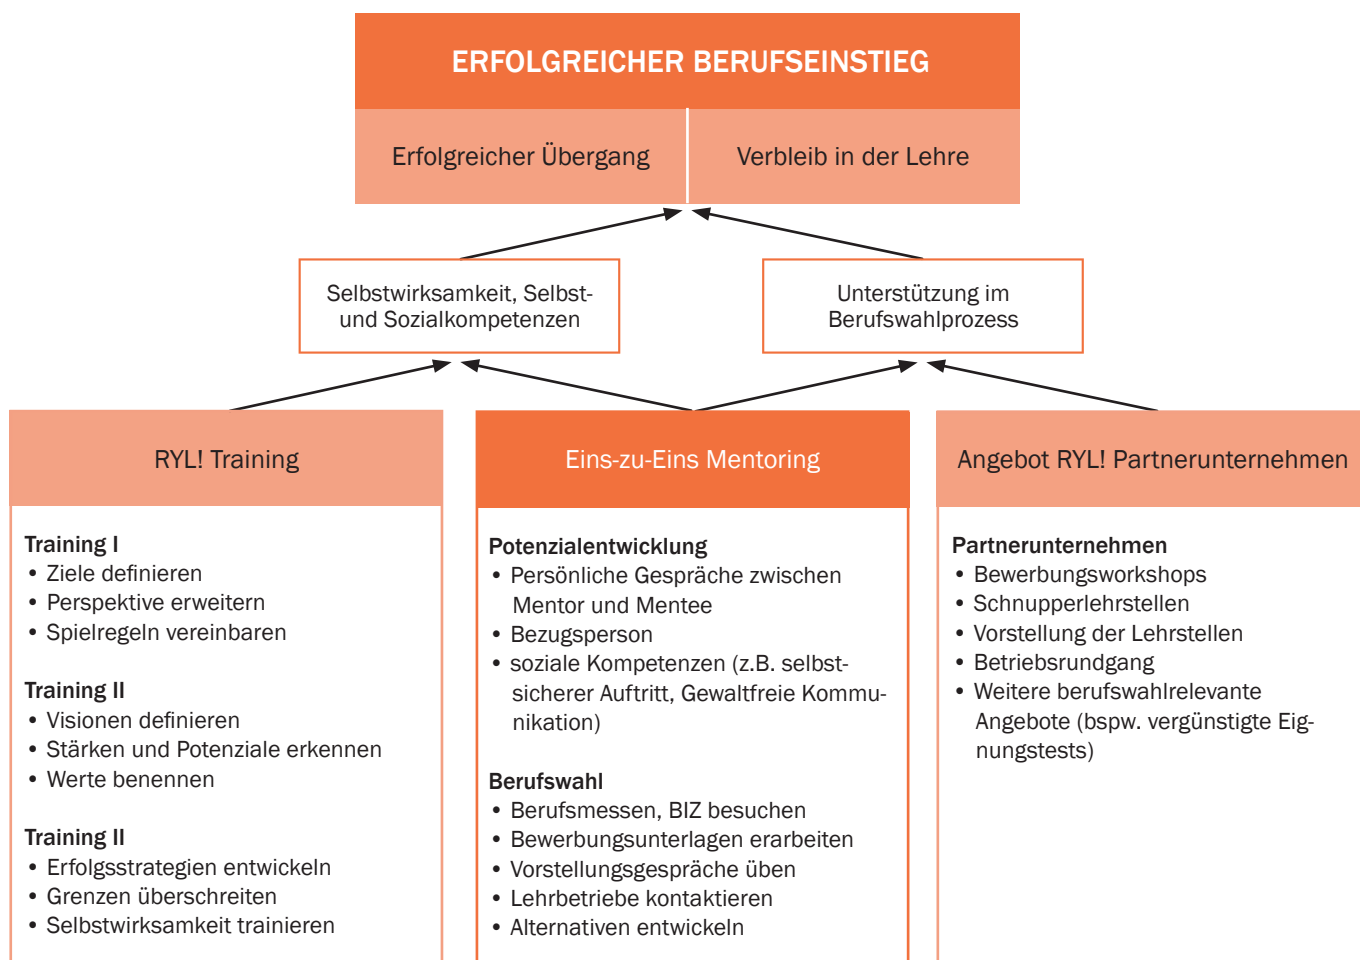 ERFOLGREICHER BERUFSEINSTIEG
Erfolgreicher Übergang
Verbleib in der Lehre
Selbstwirksamkeit, Selbst-
und Sozialkompetenzen
Unterstützung im
Berufswahlprozess
RYL! Training
Training I
• Ziele definieren
• Perspektive erweitern
• Spielregeln vereinbaren
Training II
• Visionen definieren
• Stärken und Potenziale erkennen
• Werte benennen
Training II
• Erfolgsstrategien entwickeln
• Grenzen überschreiten
• Selbstwirksamkeit trainieren
Eins-zu-Eins Mentoring
Potenzialentwicklung
• Persönliche Gespräche zwischen
Mentor und Mentee
• Bezugsperson
• soziale Kompetenzen (z.B. selbst-
sicherer Auftritt, Gewaltfreie Kommu-
nikation)
Berufswahl
• Berufsmessen, BIZ besuchen
• Bewerbungsunterlagen erarbeiten
• Vorstellungsgespräche üben
• Lehrbetriebe kontaktieren
• Alternativen entwickeln
Angebot RYL! Partnerunternehmen
Partnerunternehmen
• Bewerbungsworkshops
• Schnupperlehrstellen
• Vorstellung der Lehrstellen
• Betriebsrundgang
• Weitere berufswahlrelevante
Angebote (bspw. vergünstigte Eig-
nungstests)